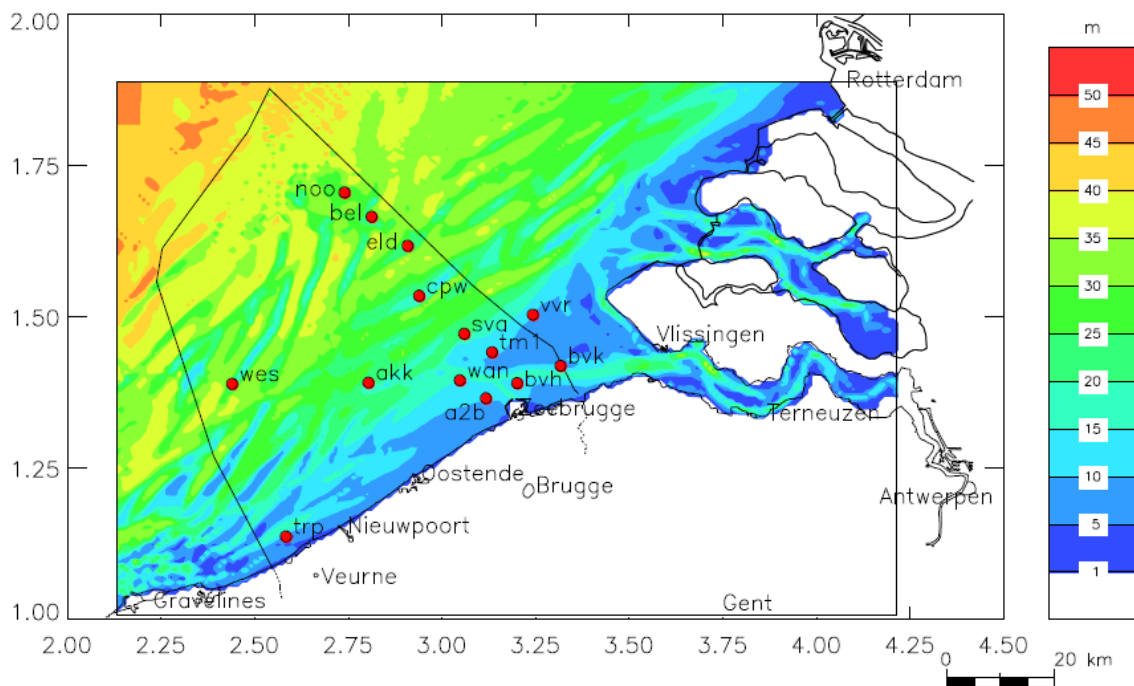 2.00
m
Rotterdam
50
45
1.75
noo
40
bel
eld
35
cpw
30
1.50
vvr
sva
tm1
Vlissingen
25
bvk
wes
akk
wan
bvh
20
a2b
Zeebrugge
Terneuzen
15
1.25
Oostende
10
Brugge
Antwerpen
trp
Nieuwpoort
5
Veurne
1
1.00
Gravelines
Gent
2.00 2.25 2.50 2.75 3.00 3.25 3.50 3.75 4.00 4.25 4.50
0 20 km